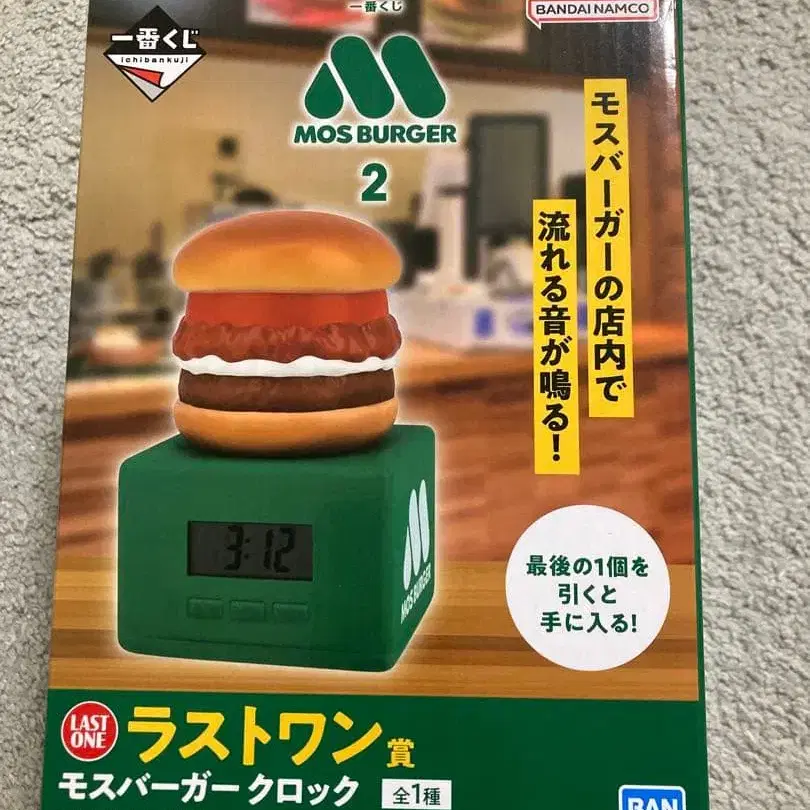 一番くじ
ichibankuji
一番くじ
MOS BURGER
2
BANDAI NAMCO
モスバーガーの店内で
流れる音が鳴る!
3:12
MOS BURGER
最後の1個を
引くと
手に入る!
LAST
ONE
ラストワン賞
モスバーガー クロック 全1種
BAN